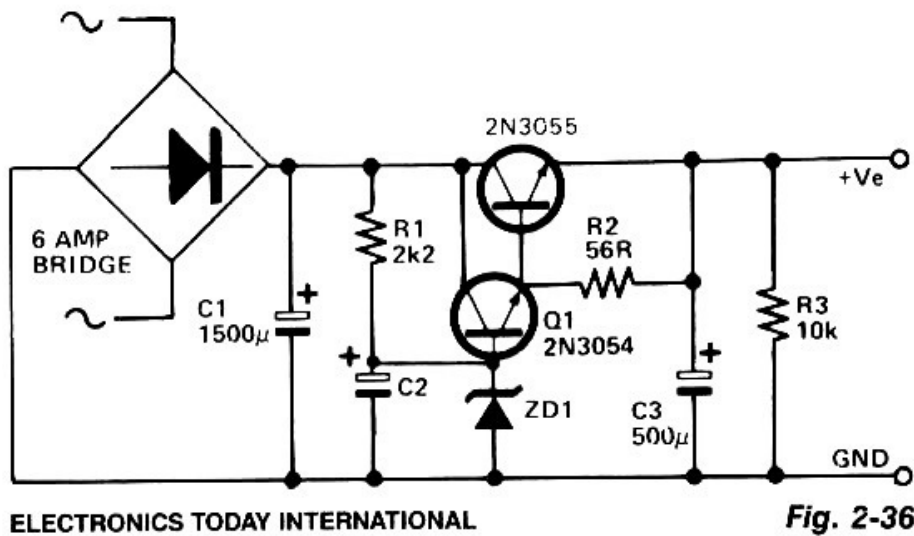 2N3055
+Ve
6 AMP
BRIDGE
R1
2k2
R2
56R
C1
1500μ
+
+
C2
Q1
2N3054
ZD1
+
C3
500μ
R3
10k
GND
ELECTRONICS TODAY INTERNATIONAL
Fig. 2-36